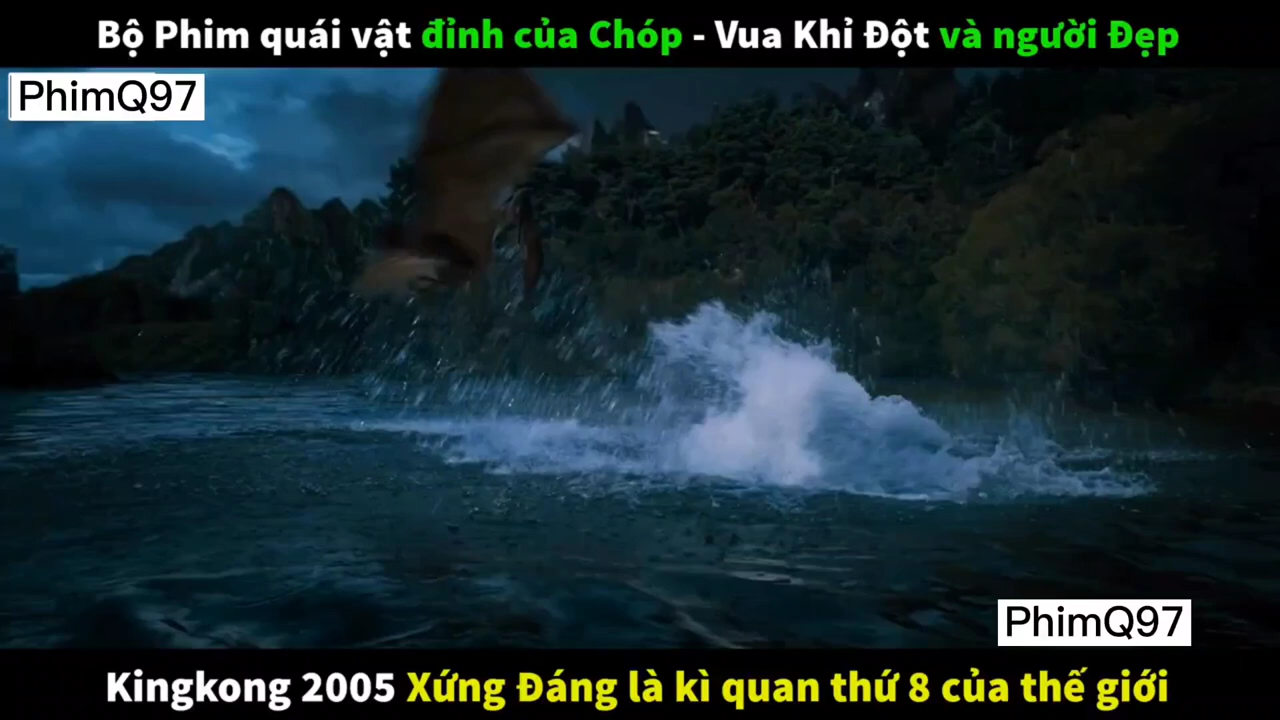 Bộ Phim quái vật đỉnh của Chóp - Vua Khỉ Đột và người Đẹp
PhimQ97
PhimQ97
Kingkong 2005 Xứng Đáng là kì quan thứ 8 của thế giới